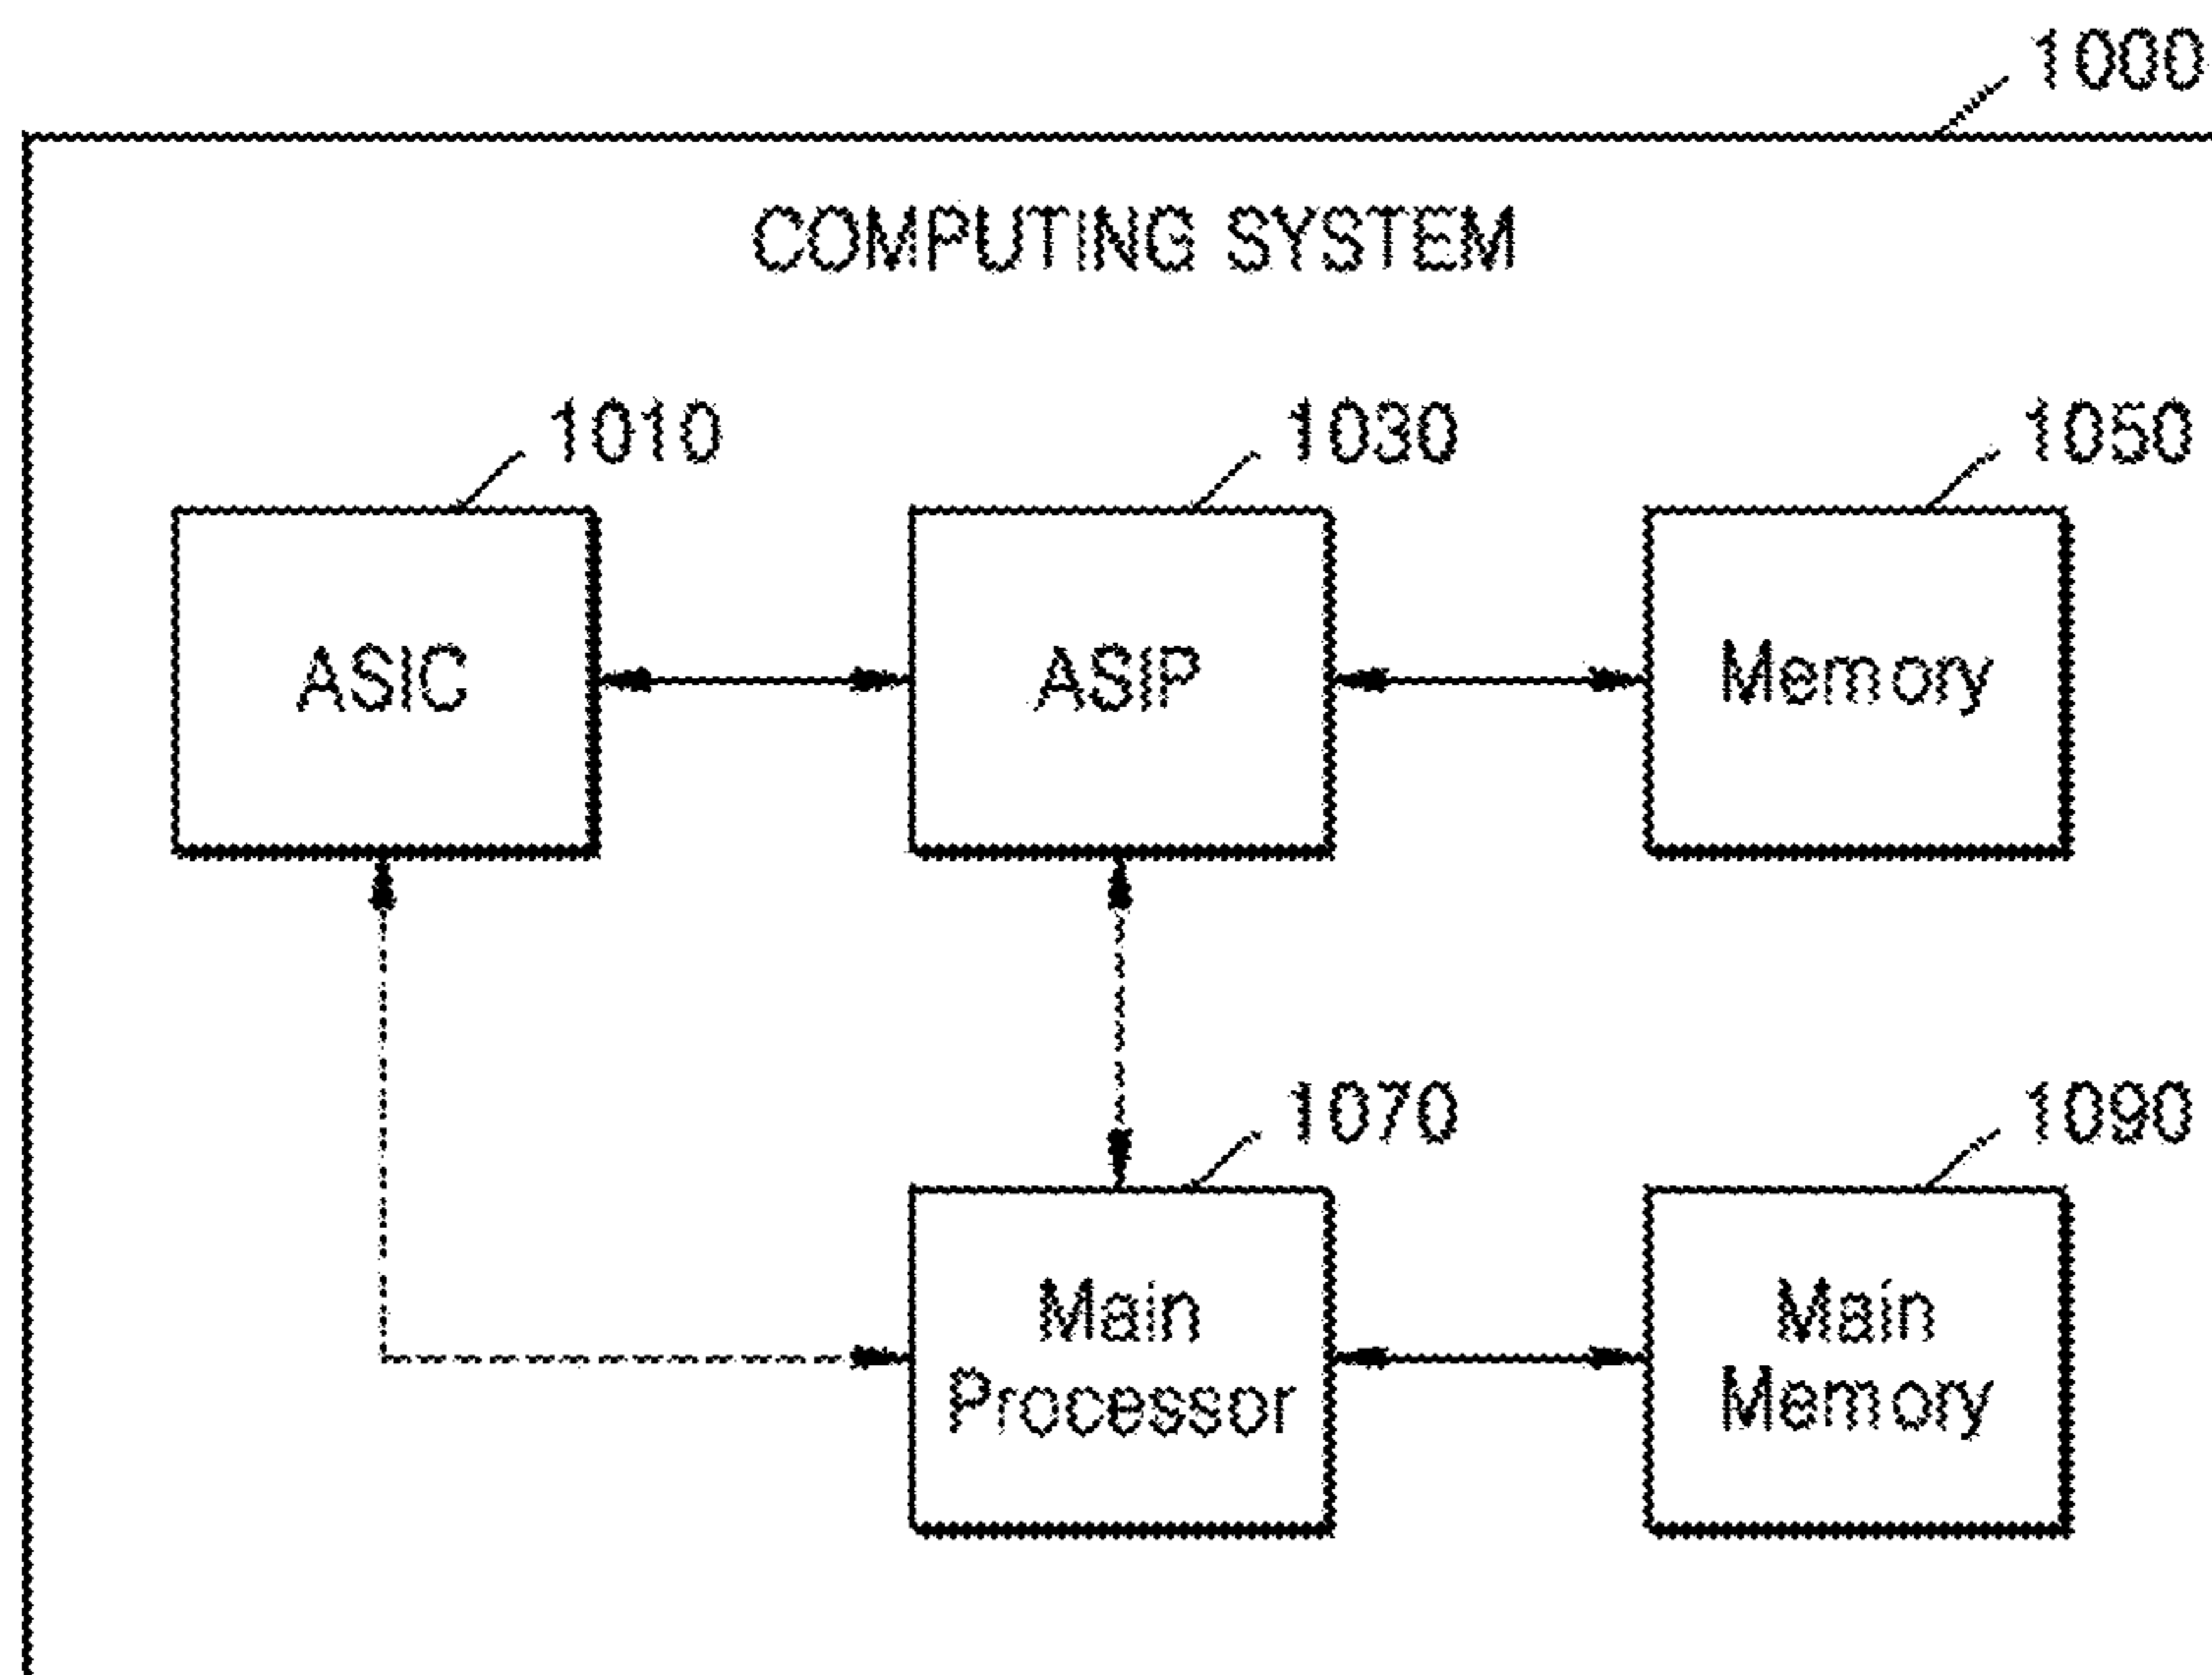 1000
COMPUTING SYSTEM
1010
1030
1050
ASIC
ASIP
Memory
1070
1090
Main
Processor
Main
Memory